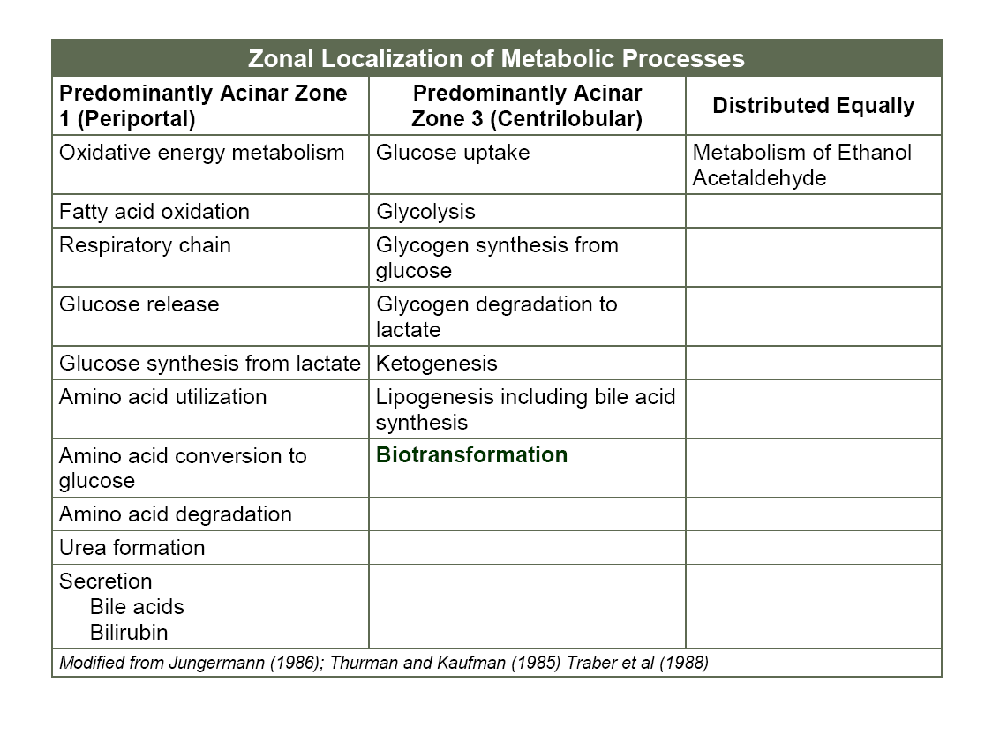 Zonal Localization of Metabolic Processes
Predominantly Acinar Zone
1 (Periportal)
Predominantly Acinar
Zone 3 (Centrilobular)
Distributed Equally
Oxidative energy metabolism
Glucose uptake
Metabolism of Ethanol
Acetaldehyde
Fatty acid oxidation
Glycolysis
Respiratory chain
Glycogen synthesis from
glucose
Glucose release
Glycogen degradation to
lactate
Glucose synthesis from lactate
Ketogenesis
Amino acid utilization
Lipogenesis including bile acid
synthesis
Amino acid conversion to
glucose
Biotransformation
Amino acid degradation
Urea formation
Secretion
Bile acids
Bilirubin
Modified from Jungermann (1986); Thurman and Kaufman (1985) Traber et al (1988)